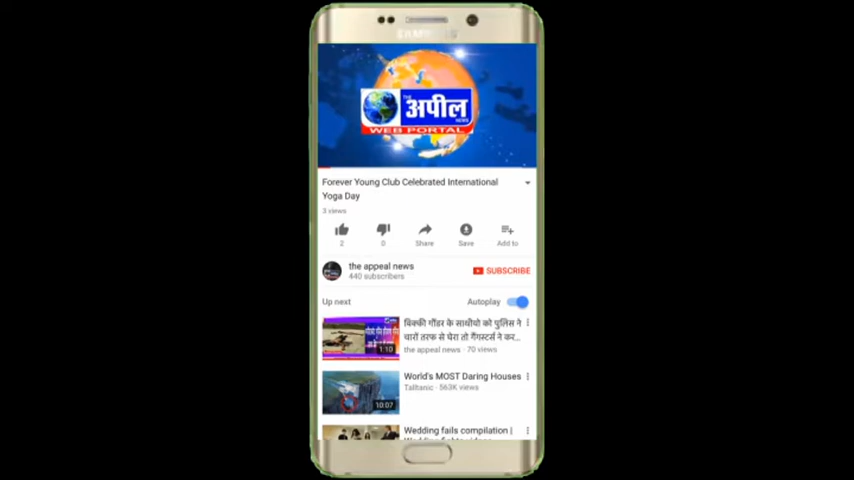 SAMSUNG
THE
अपील
NEWS
WEB PORTAL
Forever Young Club Celebrated International
Yoga Day
3 views
2
0
Share
Save
Add to
the appeal news
440 subscribers
SUBSCRIBE
Up next
Autoplay
विक्की गौंडर के साथीयो को पुलिस ने
चारों तरफ से घेरा तो गैंगस्टर्स ने कर...
the appeal news · 70 views
1:10
World's MOST Daring Houses
Talltanic · 563K views
10:07
Wedding fails compilation |